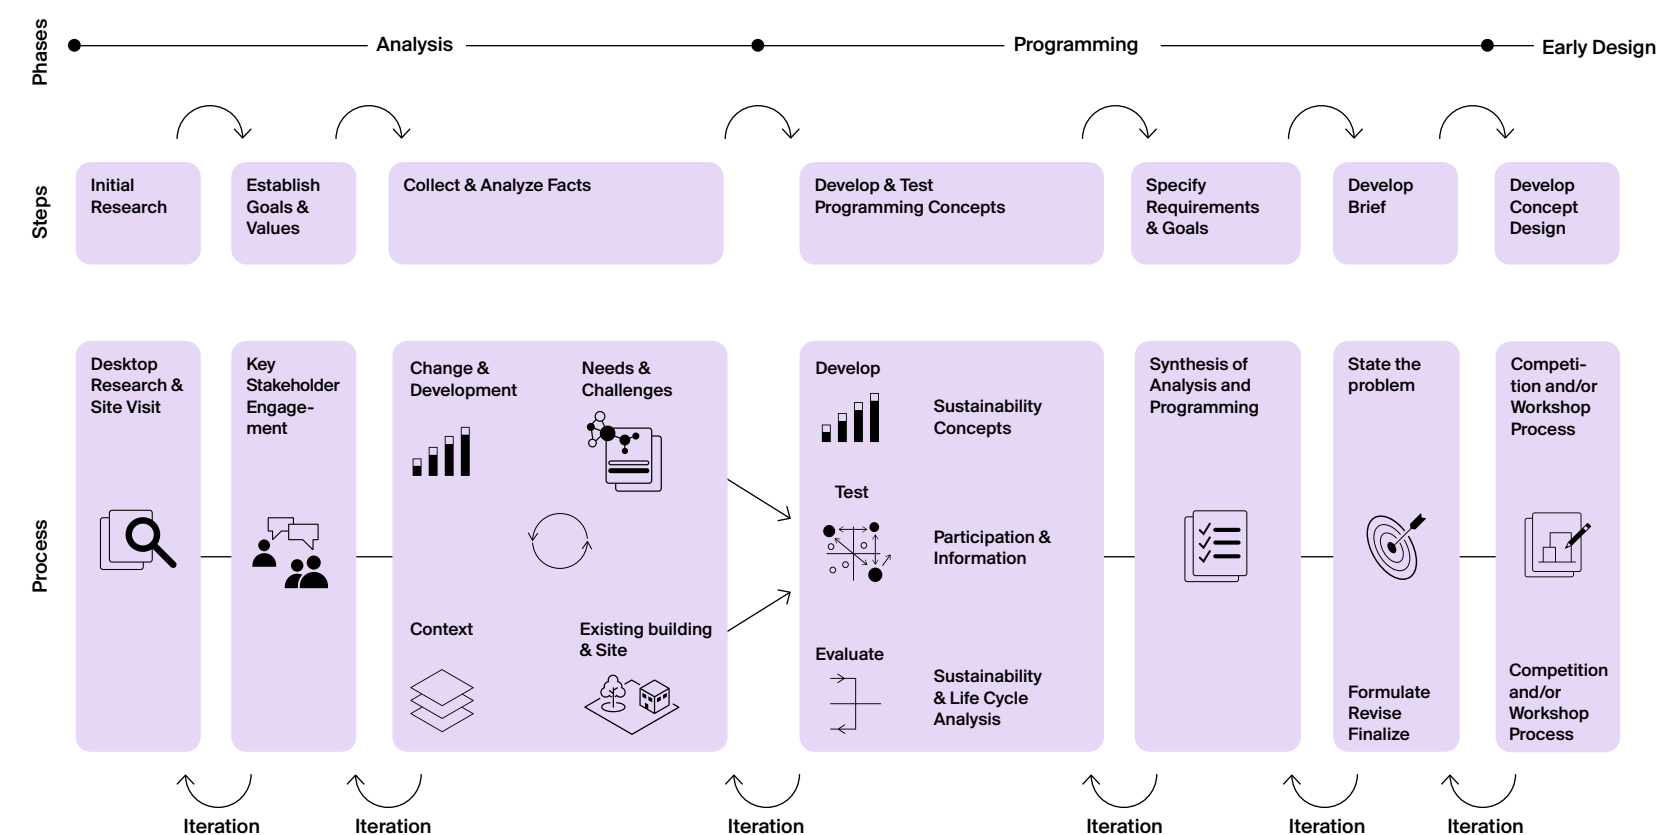 Phases
Analysis
Programming
Early Design
Steps
Initial
Research
Establish
Goals &
Values
Collect & Analyze Facts
Develop & Test
Programming Concepts
Specify
Requirements
& Goals
Develop
Brief
Develop
Concept
Design
Process
Desktop
Research &
Site Visit
Key
Stakeholder
Engage-
ment
Change &
Development
Needs &
Challenges
Context
Existing building
& Site
Develop
Sustainability
Concepts
Test
Participation &
Information
Evaluate
Sustainability
& Life Cycle
Analysis
Synthesis of
Analysis and
Programming
State the
problem
Formulate
Revise
Finalize
Competi-
tion and/or
Workshop
Process
Competition
and/or
Workshop
Process
Iteration
Iteration
Iteration
Iteration
Iteration
Iteration